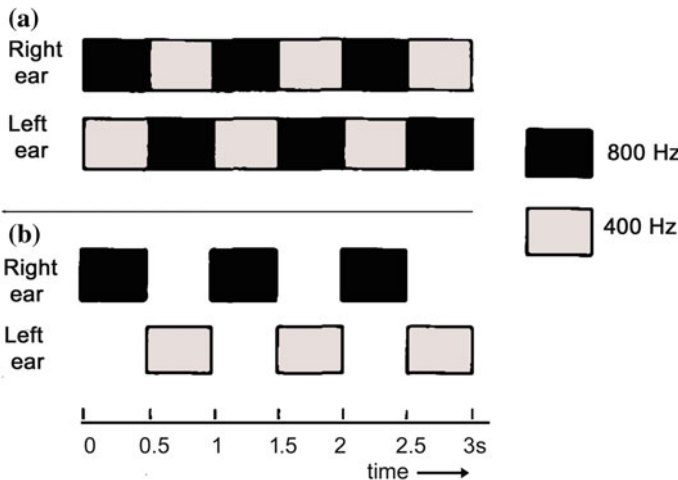 (a)
Right
ear
Left
ear
800 Hz
400 Hz
(b)
Right
ear
Left
ear
0 0.5 1 1.5 2 2.5 3s
time